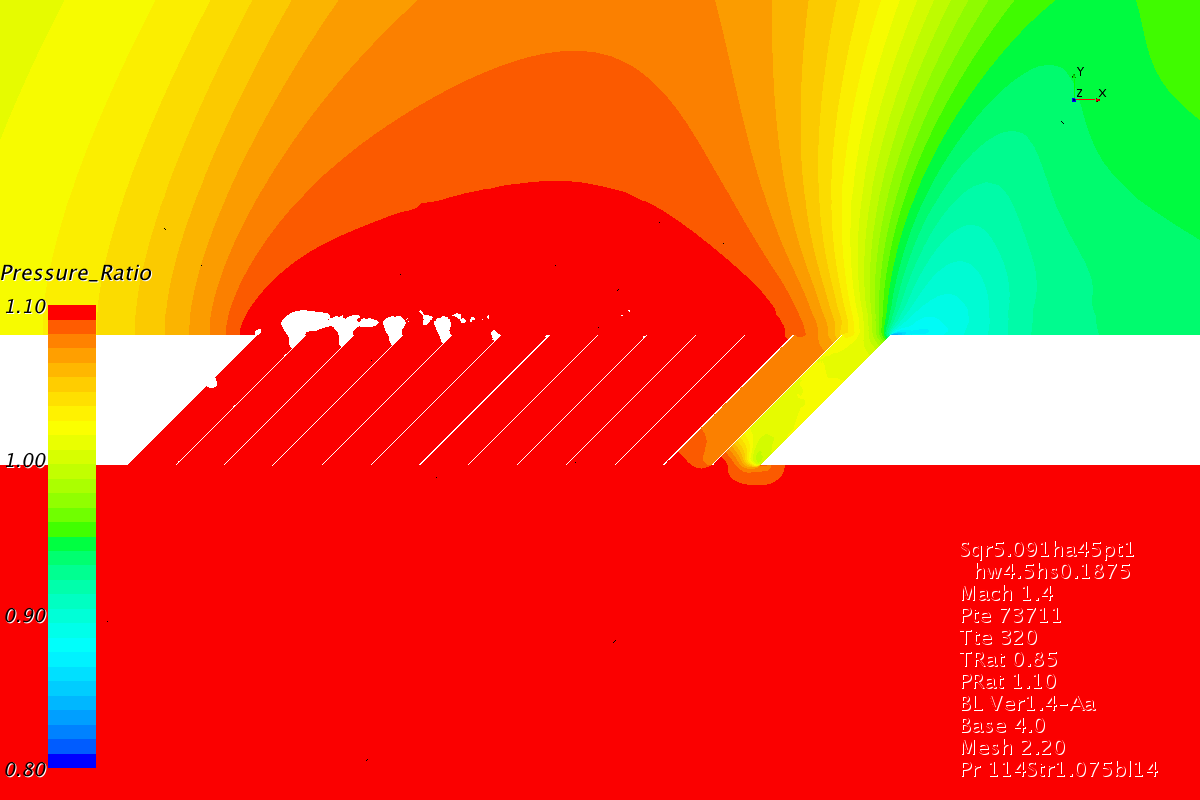 Y
Z X
Pressure_Ratio
1.10
1.00
0.90
0.80
Sqr5.091ha45pt1
hw4.5hs0.1875
Mach 1.4
Pte 73711
Tte 320
TRat 0.85
PRat 1.10
BL Ver1.4-Aa
Base 4.0
Mesh 2.20
Pr 114Str1.075bl14